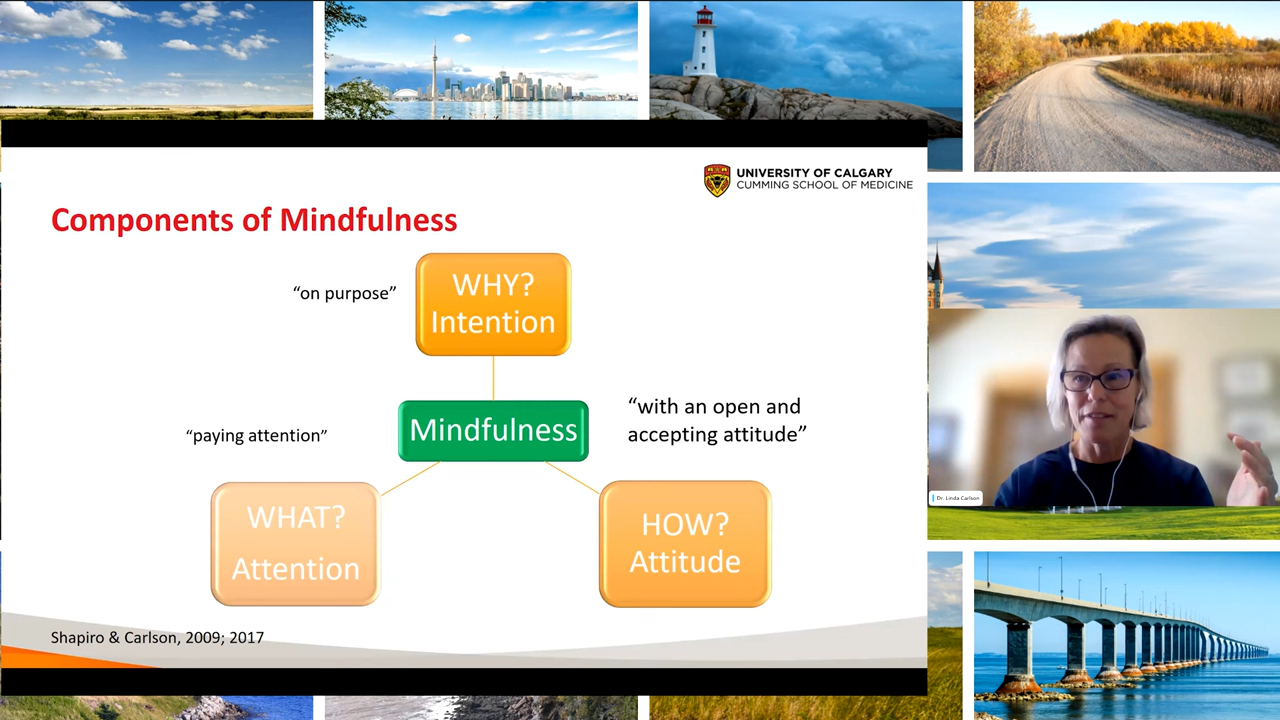 UNIVERSITY OF CALGARY
CUMMING SCHOOL OF MEDICINE
Components of Mindfulness
“on purpose”
WHY?
Intention
“paying attention”
Mindfulness
“with an open and
accepting attitude”
WHAT?
Attention
HOW?
Attitude
Shapiro & Carlson, 2009; 2017
Dr. Linda Carlson